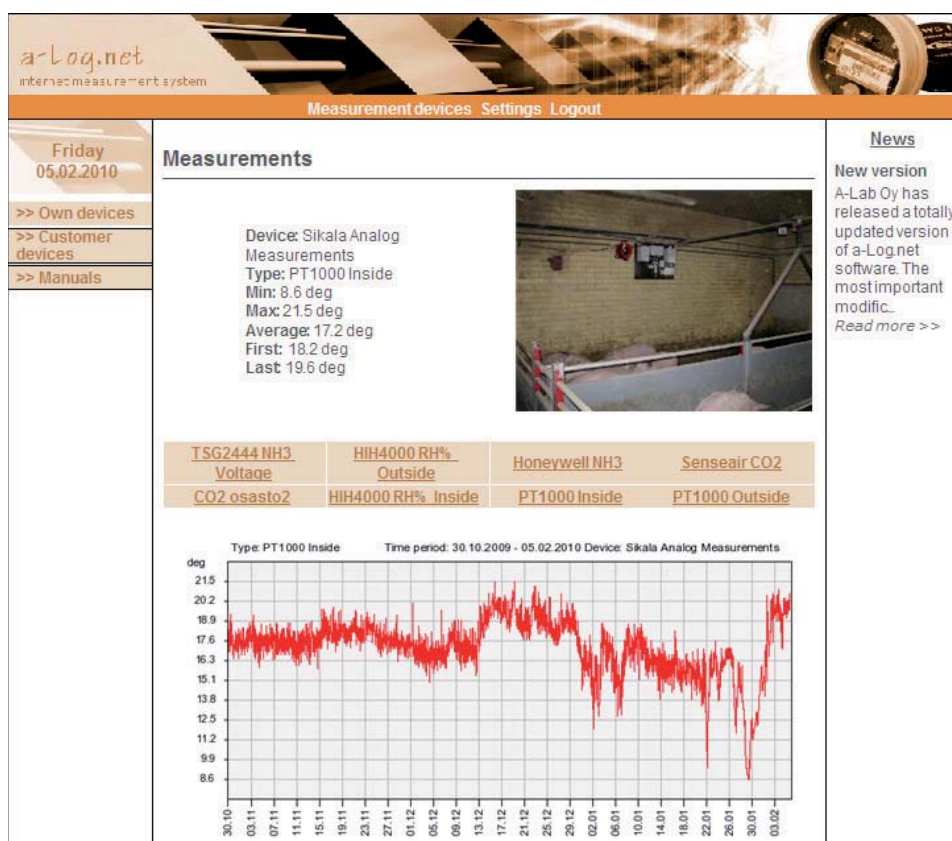 a-Log.net
internet measurement system
Measurement devices Settings Logout
Friday
05.02.2010
>> Own devices
>> Customer
devices
>> Manuals
Measurements
Device: Sikala Analog
Measurements
Type: PT1000 Inside
Min: 8.6 deg
Max: 21.5 deg
Average: 17.2 deg
First: 18.2 deg
Last: 19.6 deg
News
New version
A-Lab Oy has
released a totally
updated version
of a-Log.net
software. The
most important
modific...
Read more >>
TSG2444 NH3
Voltage
HIH4000 RH%
Outside
Honeywell NH3
Senseair CO2
CO2 osasto2
HIH4000 RH% Inside
PT1000 Inside
PT1000 Outside
Type: PT1000 Inside
Time period: 30.10.2009 - 05.02.2010 Device: Sikala Analog Measurements
deg
21.5
20.2
18.9
17.6
16.3
15.1
13.8
12.5
11.2
9.9
8.6
30.10
03.11
07.11
11.11
15.11
19.11
23.11
27.11
01.12
05.12
09.12
13.12
17.12
21.12
25.12
29.12
02.01
06.01
10.01
14.01
18.01
22.01
26.01
30.01
03.02